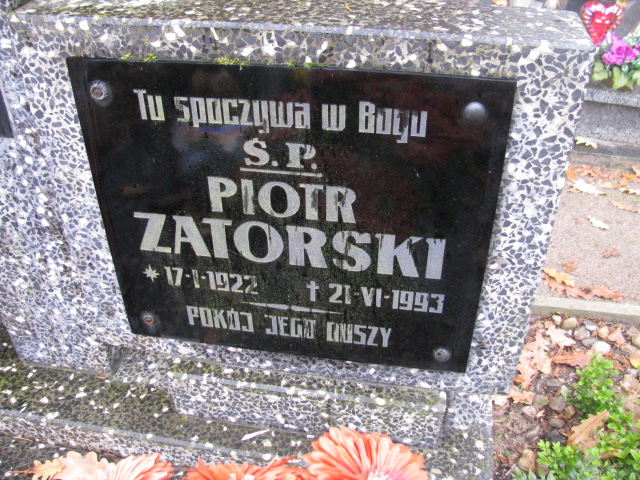 Tu spoczywa w Bogu
Ś.P.
PIOTR
ZATORSKI
* 17-I-1922 † 21-VI-1993
POKÓJ JEGO DUSZY